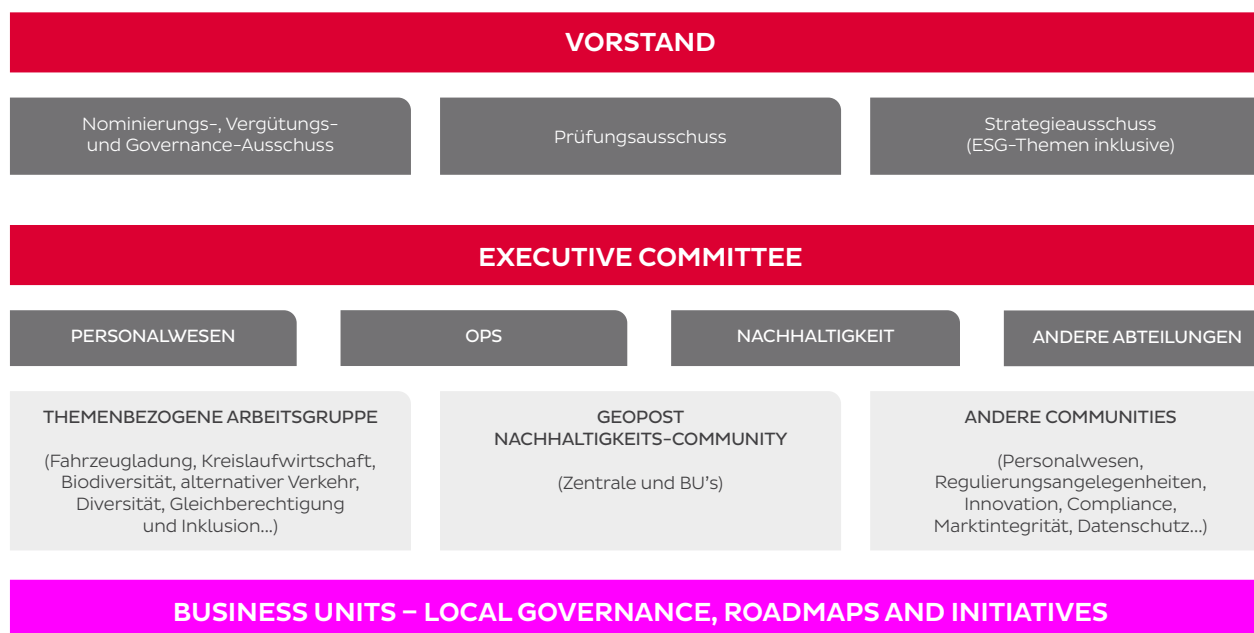 VORSTAND
Nominierungs-, Vergütungs-
und Governance-Ausschuss
Prüfungsausschuss
Strategieausschuss
(ESG-Themen inklusive)
EXECUTIVE COMMITTEE
PERSONALWESEN
OPS
NACHHALTIGKEIT
ANDERE ABTEILUNGEN
THEMENBEZOGENE ARBEITSGRUPPE
(Fahrzeugladung, Kreislaufwirtschaft,
Biodiversität, alternativer Verkehr,
Diversität, Gleichberechtigung
und Inklusion...)
GEOPOST
NACHHALTIGKEITS-COMMUNITY
(Zentrale und BU's)
ANDERE COMMUNITIES
(Personalwesen,
Regulierungsangelegenheiten,
Innovation, Compliance,
Marktintegrität, Datenschutz...)
BUSINESS UNITS – LOCAL GOVERNANCE, ROADMAPS AND INITIATIVES